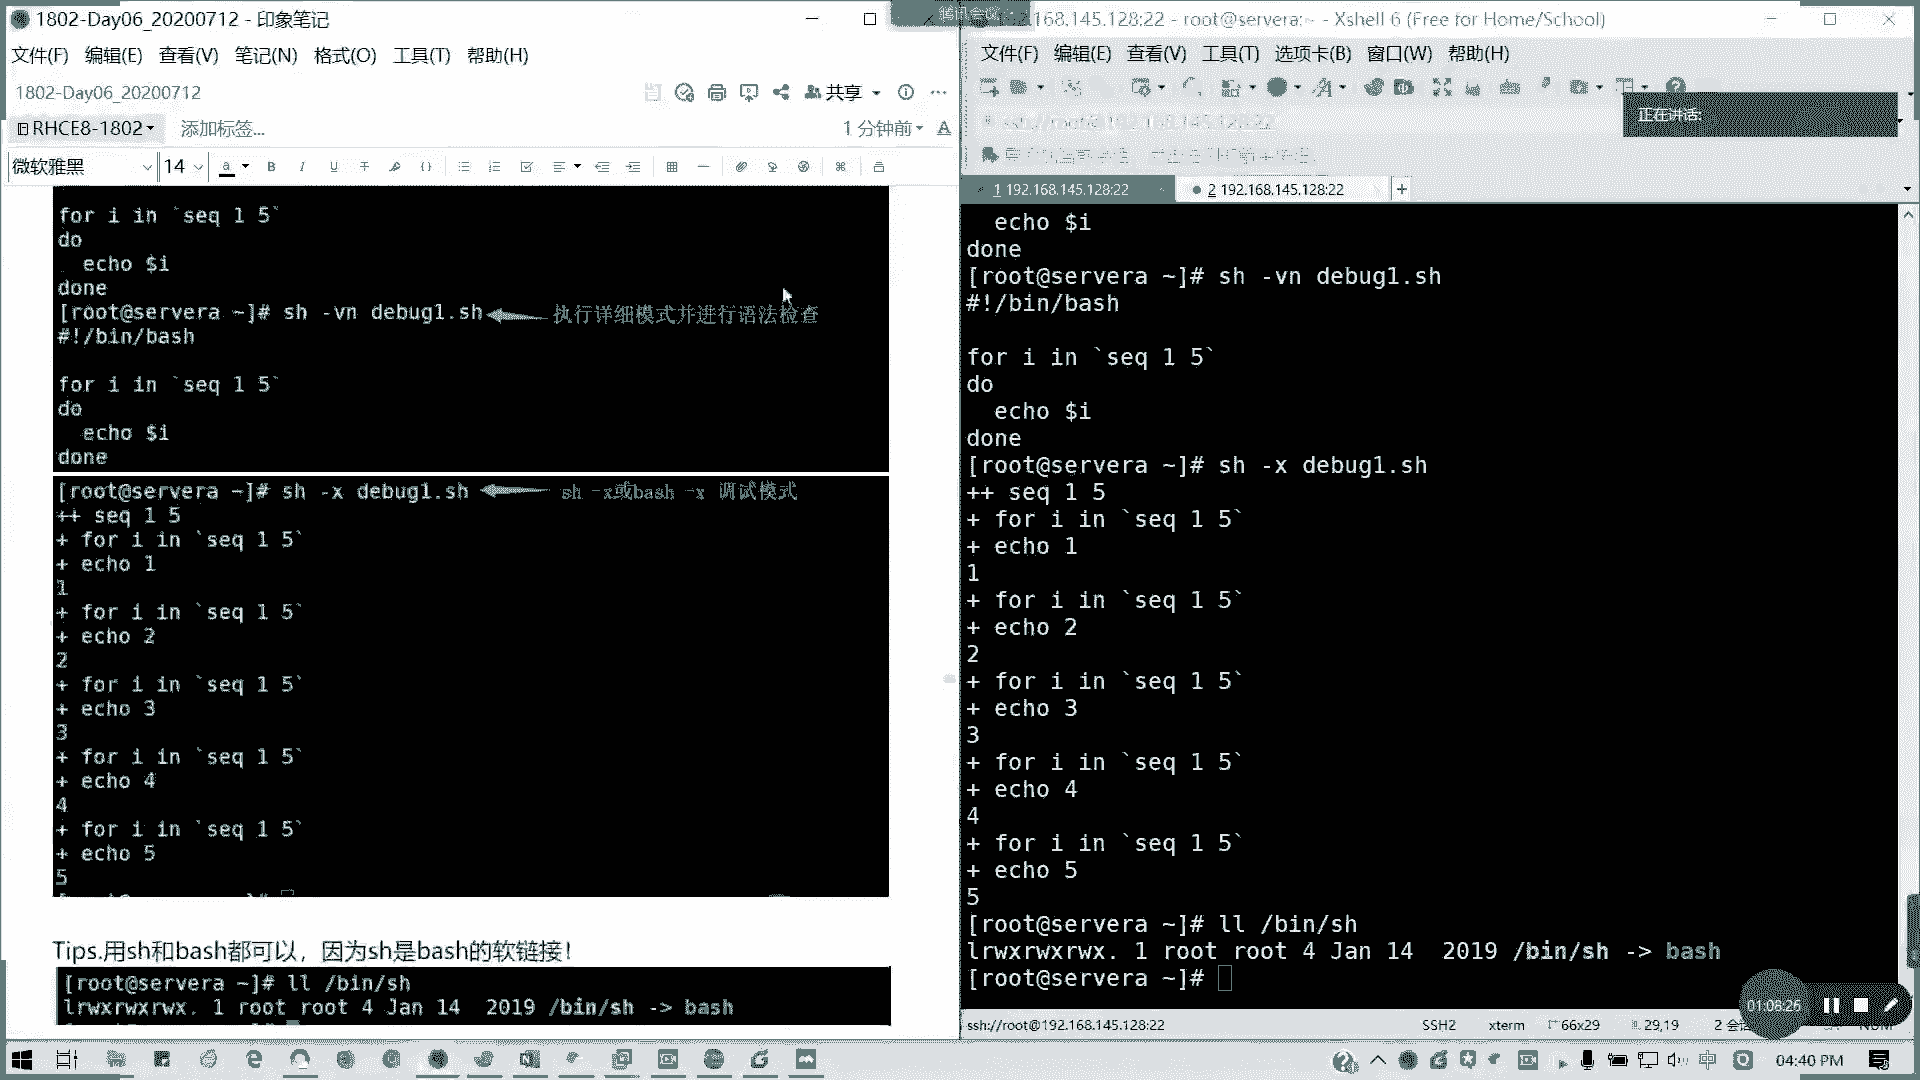 1802-Day06_20200712 - 印象笔记
文件(F) 编辑(E) 查看(V) 笔记(N) 格式(O) 工具(T) 帮助(H)
1802-Day06_20200712
共享
RHCE8-1802
添加标签...
1 分钟前
微软雅黑 14
for i in `seq 1 5`
do
echo $i
done
[root@servera ~]# sh -vn debug1.sh 执行详细模式并进行语法检查
#!/bin/bash
for i in `seq 1 5`
do
echo $i
done
[root@servera ~]# sh -x debug1.sh sh -x或bash -x 调试模式
++ seq 1 5
+ for i in `seq 1 5`
+ echo 1
1
+ for i in `seq 1 5`
+ echo 2
2
+ for i in `seq 1 5`
+ echo 3
3
+ for i in `seq 1 5`
+ echo 4
4
+ for i in `seq 1 5`
+ echo 5
5
Tips.用sh和bash都可以，因为sh是bash的软链接！
[root@servera ~]# ll /bin/sh
lrwxrwxrwx. 1 root root 4 Jan 14 2019 /bin/sh -> bash
腾讯会议
192.168.145.128:22 - root@servera:~ - Xshell 6 (Free for Home/School)
文件(F) 编辑(E) 查看(V) 工具(T) 选项卡(B) 窗口(W) 帮助(H)
正在讲话:
ssh://root@192.168.145.128:22
1 192.168.145.128:22
2 192.168.145.128:22
echo $i
done
[root@servera ~]# sh -vn debug1.sh
#!/bin/bash
for i in `seq 1 5`
do
echo $i
done
[root@servera ~]# sh -x debug1.sh
++ seq 1 5
+ for i in `seq 1 5`
+ echo 1
1
+ for i in `seq 1 5`
+ echo 2
2
+ for i in `seq 1 5`
+ echo 3
3
+ for i in `seq 1 5`
+ echo 4
4
+ for i in `seq 1 5`
+ echo 5
5
[root@servera ~]# ll /bin/sh
lrwxrwxrwx. 1 root root 4 Jan 14 2019 /bin/sh -> bash
[root@servera ~]#
01:08:26
ssh://root@192.168.145.128:22
SSH2 xterm 66x29 29,19 2 会 NUM
中
04:40 PM